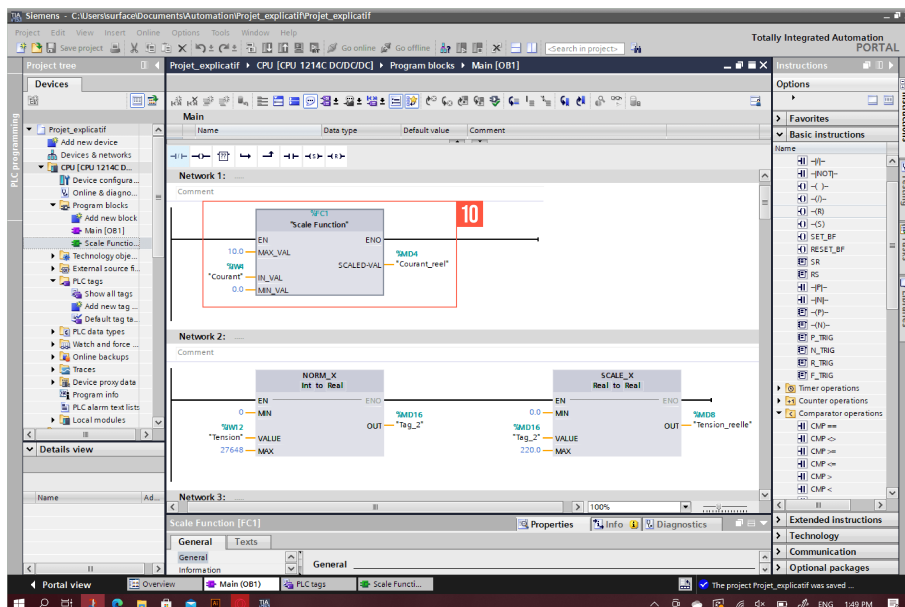 Siemens - C:\Users\surface\Documents\Automation\Projet_explicatif\Projet_explicatif
Project Edit View Insert Online Options Tools Window Help
Save project
Go online
Go offline
<Search in project>
Totally Integrated Automation
PORTAL
Project tree
Devices
PLC programming
Projet_explicatif
Add new device
Devices & networks
CPU [CPU 1214C D...
Device configura...
Online & diagno...
Program blocks
Add new block
Main [OB1]
Scale Functio...
Technology obje...
External source fi...
PLC tags
Show all tags
Add new tag ...
Default tag ta...
PLC data types
Watch and force ...
Online backups
Traces
Device proxy data
Program info
PLC alarm text lists
Local modules
Details view
Name Ad...
Projet_explicatif ▸ CPU [CPU 1214C DC/DC/DC] ▸ Program blocks ▸ Main [OB1]
Main
Name Data type Default value Comment
Network 1: ....
Comment
10
%FC1
"Scale Function"
EN ENO
10.0 MAX_VAL
%MD4
SCALED-VAL "Courant_reel"
%IW4
"Courant" IN_VAL
0.0 MIN_VAL
Network 2: ....
Comment
NORM_X
Int to Real
EN ENO
0 MIN
%MD16
OUT "Tag_2"
%IW12
"Tension" VALUE
27648 MAX
SCALE_X
Real to Real
EN ENO
0.0 MIN
%MD8
OUT "Tension_reelle"
%MD16
"Tag_2" VALUE
220.0 MAX
Network 3: ....
100%
Scale Function [FC1]
Properties Info Diagnostics
General Texts
General
Information
General
Instructions
Options
Favorites
Basic instructions
Name
-|/|-
-|NOT|-
-( )-
-(/)-
-(R)
-(S)
SET_BF
RESET_BF
SR
RS
-|P|-
-|N|-
-(P)-
-(N)-
P_TRIG
N_TRIG
R_TRIG
F_TRIG
Timer operations
Counter operations
Comparator operations
CMP ==
CMP <>
CMP >=
CMP <=
CMP >
CMP <
Extended instructions
Technology
Communication
Optional packages
Instructions
Testing
Tasks
Libraries
Portal view
Overview
Main (OB1)
PLC tags
Scale Functi...
The project Projet_explicatif was saved ...
ENG 1:49 PM